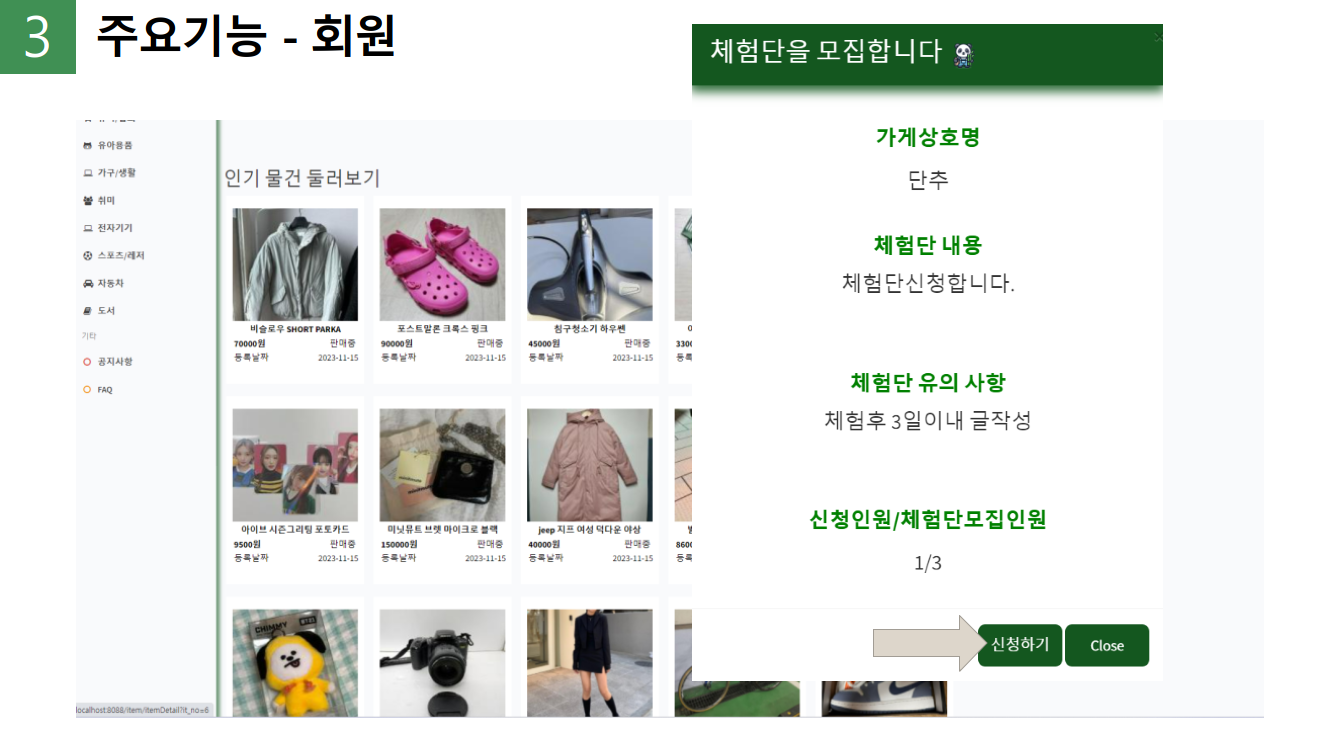 3 주요기능 - 회원
유아용품
가구/생활
취미
전자기기
스포츠/레저
자동차
도서
기타
공지사항
FAQ
인기 물건 둘러보기
비슬로우 SHORT PARKA
70000원 판매중
등록날짜 2023-11-15
포스트말론 크록스 핑크
90000원 판매중
등록날짜 2023-11-15
침구청소기 하우쎈
45000원 판매중
등록날짜 2023-11-15
3300
등록
아이브 시즌그리팅 포토카드
9500원 판매중
등록날짜 2023-11-15
미닛뮤트 브렛 마이크로 블랙
150000원 판매중
등록날짜 2023-11-15
jeep 지프 여성 덕다운 야상
40000원 판매중
등록날짜 2023-11-15
8600
등록
CHIMMY
localhost:8088/item/itemDetail?it_no=6
체험단을 모집합니다
×
가게상호명
단추
체험단 내용
체험단신청합니다.
체험단 유의 사항
체험후 3일이내 글작성
신청인원/체험단모집인원
1/3
신청하기
Close